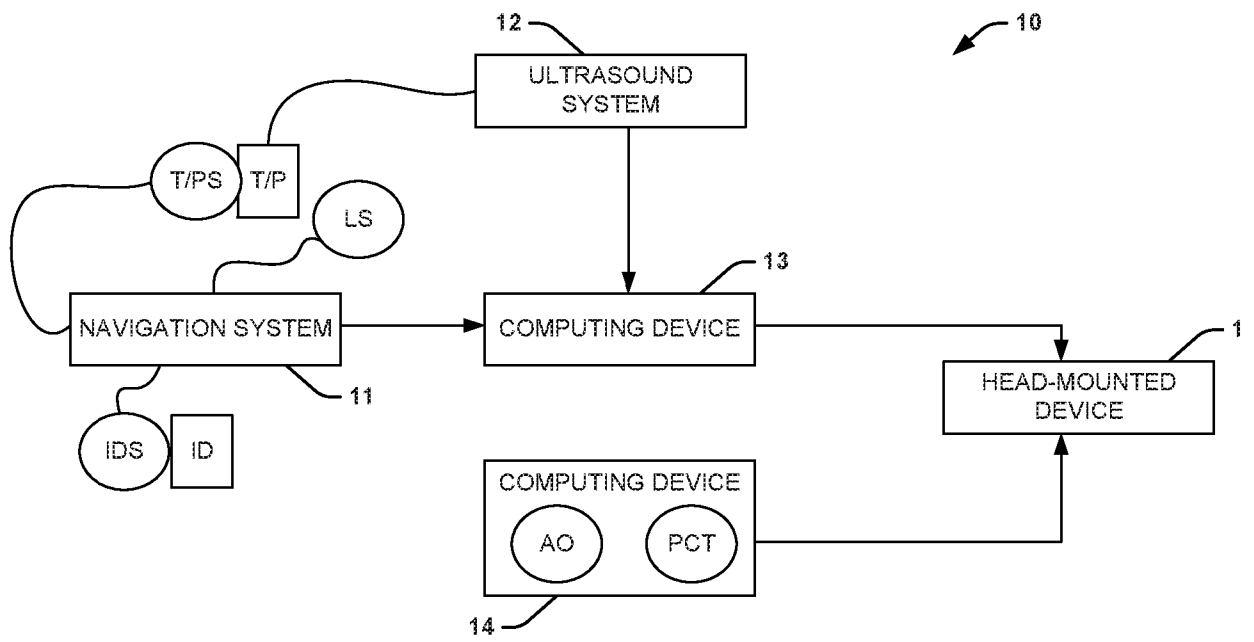 12
10
ULTRASOUND
SYSTEM
T/PS
T/P
LS
13
NAVIGATION SYSTEM
COMPUTING DEVICE
1
11
HEAD-MOUNTED
DEVICE
IDS
ID
COMPUTING DEVICE
AO
PCT
14